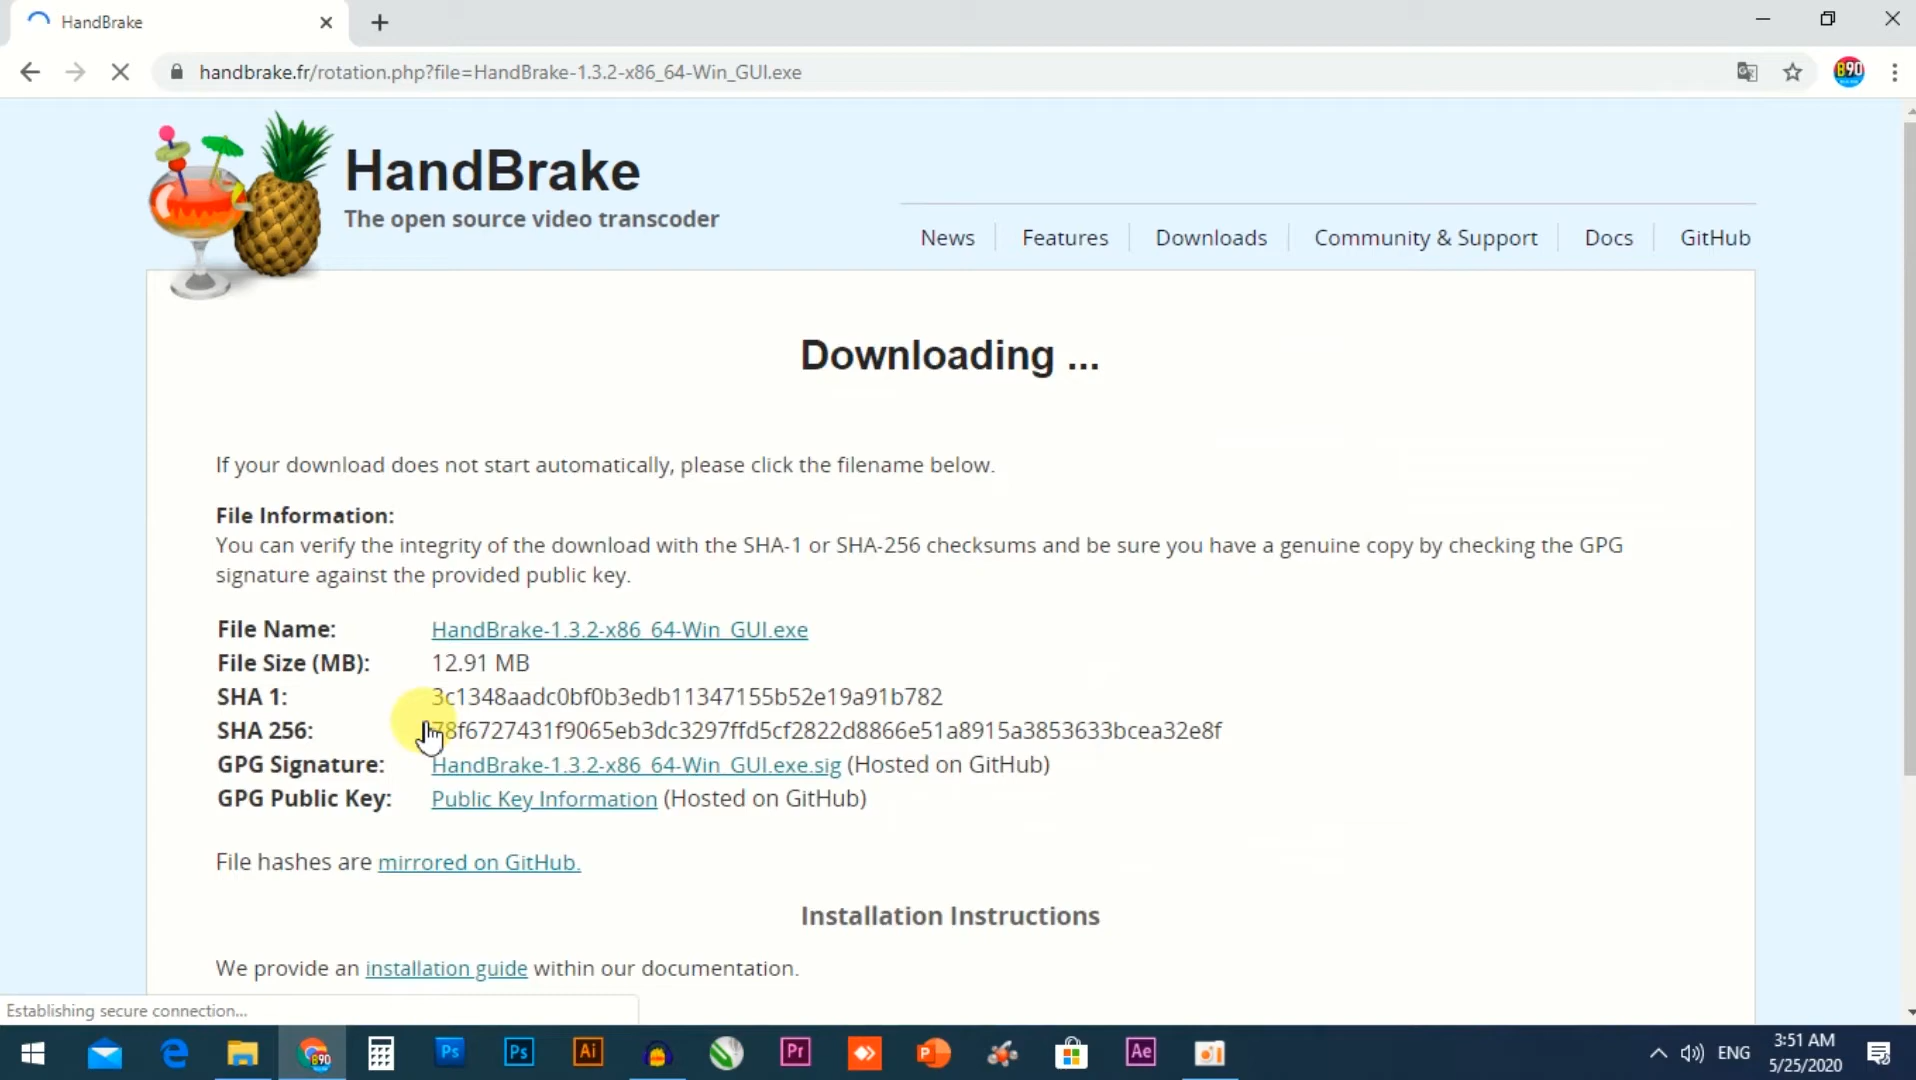 HandBrake
handbrake.fr/rotation.php?file=HandBrake-1.3.2-x86_64-Win_GUI.exe
B90
HandBrake
The open source video transcoder
News Features Downloads Community & Support Docs GitHub
Downloading ...
If your download does not start automatically, please click the filename below.
File Information:
You can verify the integrity of the download with the SHA-1 or SHA-256 checksums and be sure you have a genuine copy by checking the GPG
signature against the provided public key.
File Name: HandBrake-1.3.2-x86_64-Win_GUI.exe
File Size (MB): 12.91 MB
SHA 1: 3c1348aadc0bf0b3edb11347155b52e19a91b782
SHA 256:
GPG Signature: HandBrake-1.3.2-x86_64-Win_GUI.exe.sig (Hosted on GitHub)
GPG Public Key: Public Key Information (Hosted on GitHub)
File hashes are mirrored on GitHub.
Installation Instructions
We provide an installation guide within our documentation.
Establishing secure connection...
B90 Ps Ps Ai Pr P Ae ENG 3:51 AM
5/25/2020